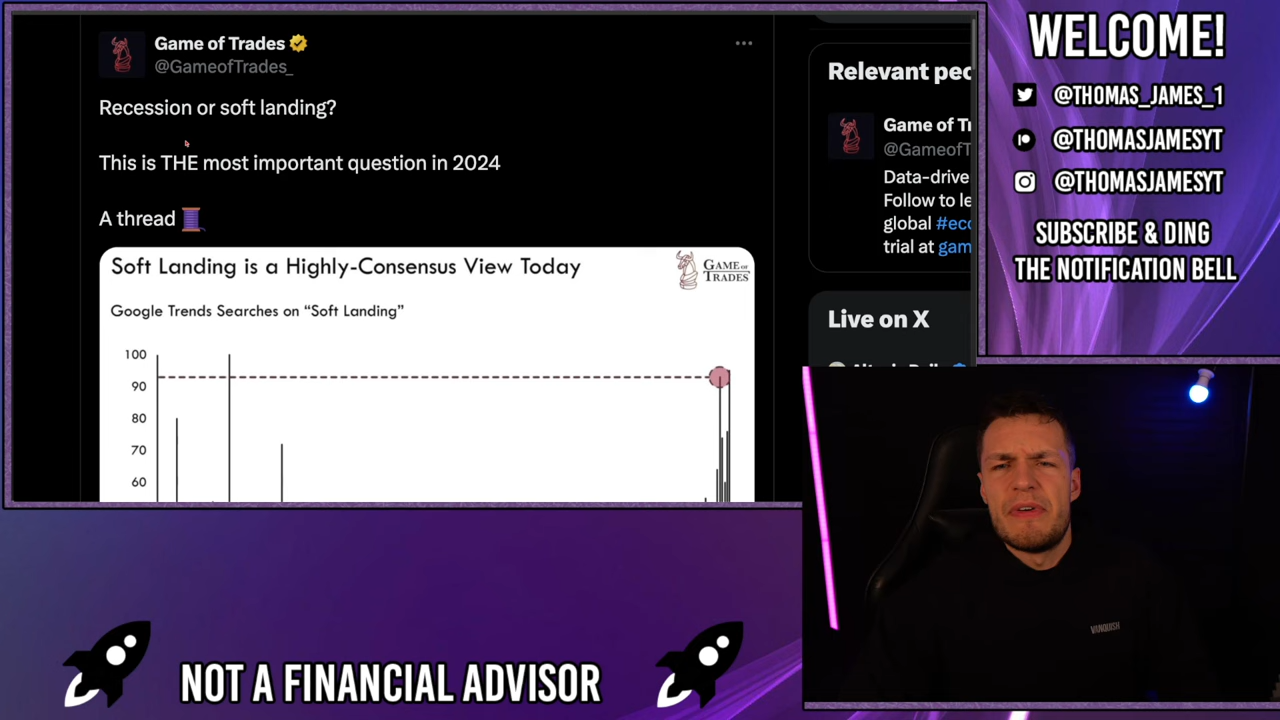 Game of Trades
@GameofTrades_
Recession or soft landing?
This is THE most important question in 2024
A thread
Soft Landing is a Highly-Consensus View Today
GAME OF
TRADES
Google Trends Searches on “Soft Landing”
100
90
80
70
60
Relevant peo
Game of Tr
@GameofT
Data-drive
Follow to le
global #eco
trial at gam
Live on X
WELCOME!
@THOMAS_JAMES_1
@THOMASJAMESYT
@THOMASJAMESYT
SUBSCRIBE & DING
THE NOTIFICATION BELL
VANQUISH
NOT A FINANCIAL ADVISOR